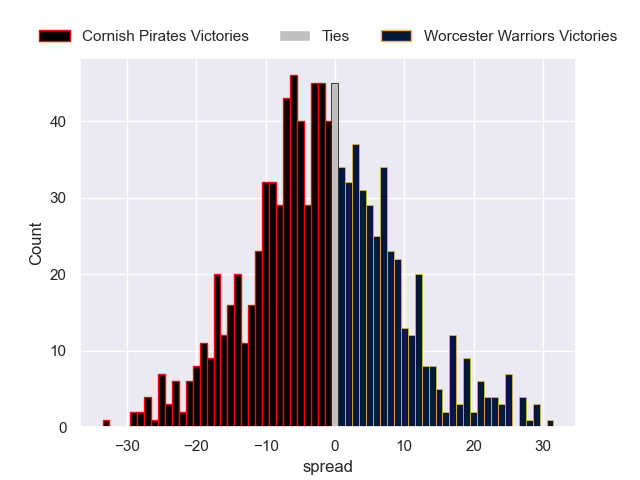 Cornish Pirates Victories Ties Worcester Warriors Victories
40
30
20
10
0
Count
−30 −20 −10 0 10 20 30
spread